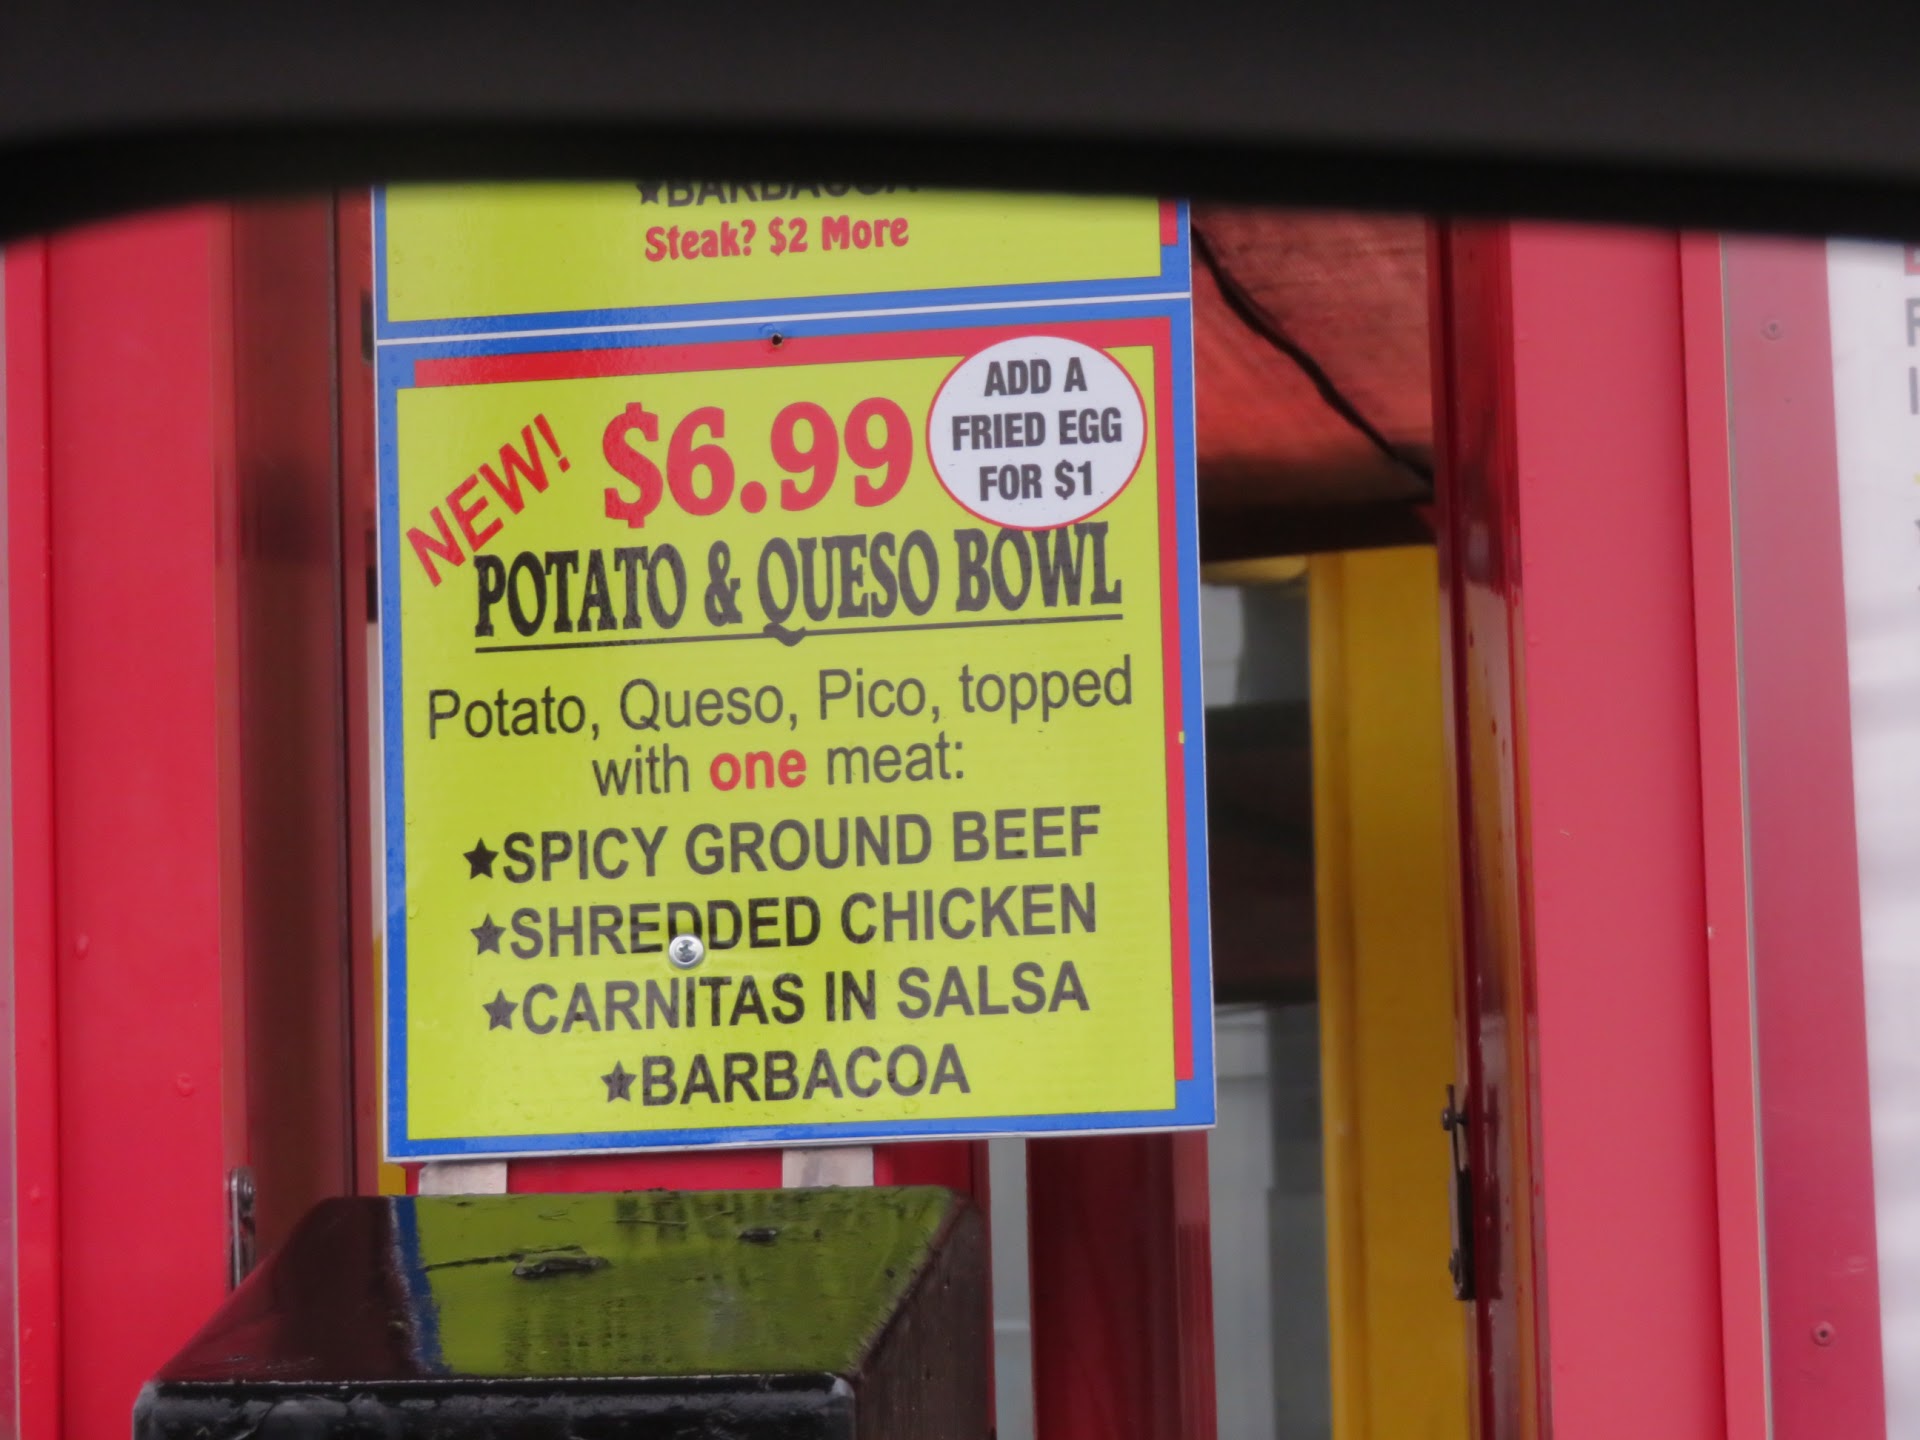 ★BARBACOA
Steak? $2 More
NEW!
$6.99
ADD A
FRIED EGG
FOR $1
POTATO & QUESO BOWL
Potato, Queso, Pico, topped
with one meat:
★SPICY GROUND BEEF
★SHREDDED CHICKEN
★CARNITAS IN SALSA
★BARBACOA